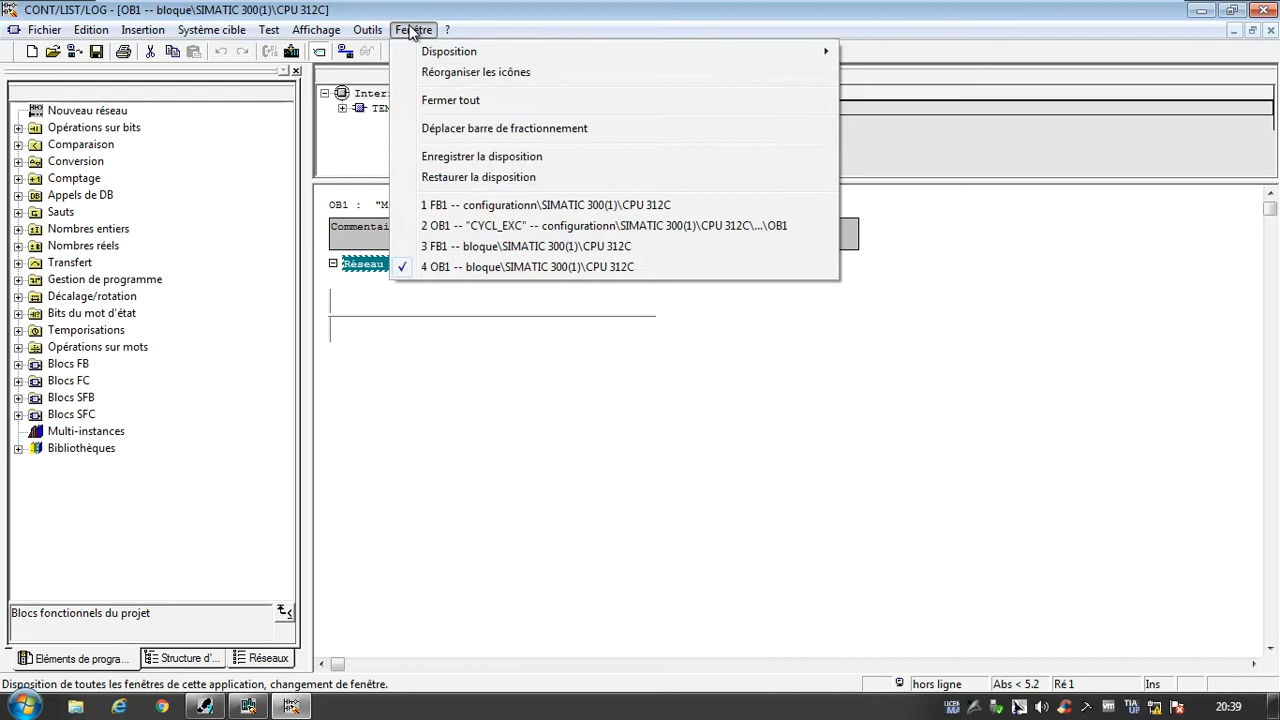 CONT/LIST/LOG - [OB1 -- bloque\SIMATIC 300(1)\CPU 312C]
Fichier Edition Insertion Système cible Test Affichage Outils Fenêtre ?
Disposition
Réorganiser les icônes
Fermer tout
Déplacer barre de fractionnement
Enregistrer la disposition
Restaurer la disposition
1 FB1 -- configurationn\SIMATIC 300(1)\CPU 312C
2 OB1 -- "CYCL_EXC" -- configurationn\SIMATIC 300(1)\CPU 312C\...\OB1
3 FB1 -- bloque\SIMATIC 300(1)\CPU 312C
4 OB1 -- bloque\SIMATIC 300(1)\CPU 312C
Nouveau réseau
Opérations sur bits
Comparaison
Conversion
Comptage
Appels de DB
Sauts
Nombres entiers
Nombres réels
Transfert
Gestion de programme
Décalage/rotation
Bits du mot d'état
Temporisations
Opérations sur mots
Blocs FB
Blocs FC
Blocs SFB
Blocs SFC
Multi-instances
Bibliothèques
Inter
TEM
OB1 : "M
Commentai
Réseau
Blocs fonctionnels du projet
Eléments de progra... Structure d'... Réseaux
Disposition de toutes les fenêtres de cette application, changement de fenêtre.
hors ligne Abs < 5.2 Ré 1 Ins
20:39